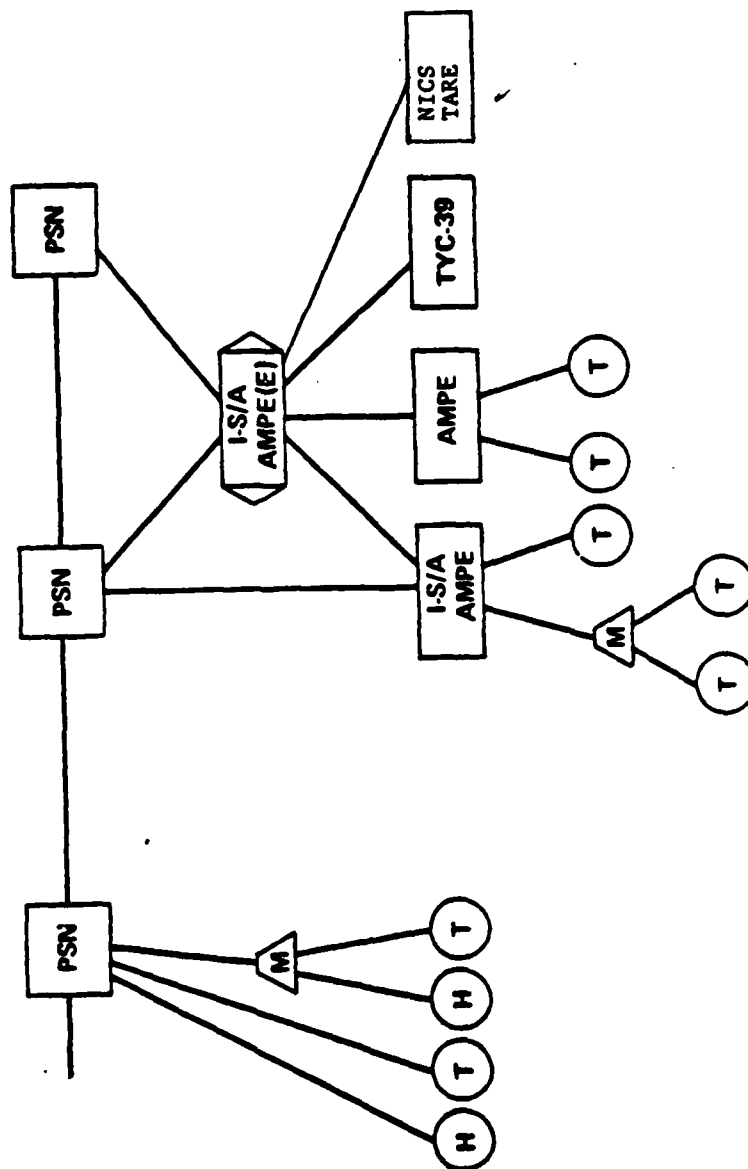 PSN
PSN
PSN
I-S/A
AMPE(E)
M
H
T
H
T
I-S/A
AMPE
AMPE
TYC-39
NICS
TARE
M
T
T
T
T
T